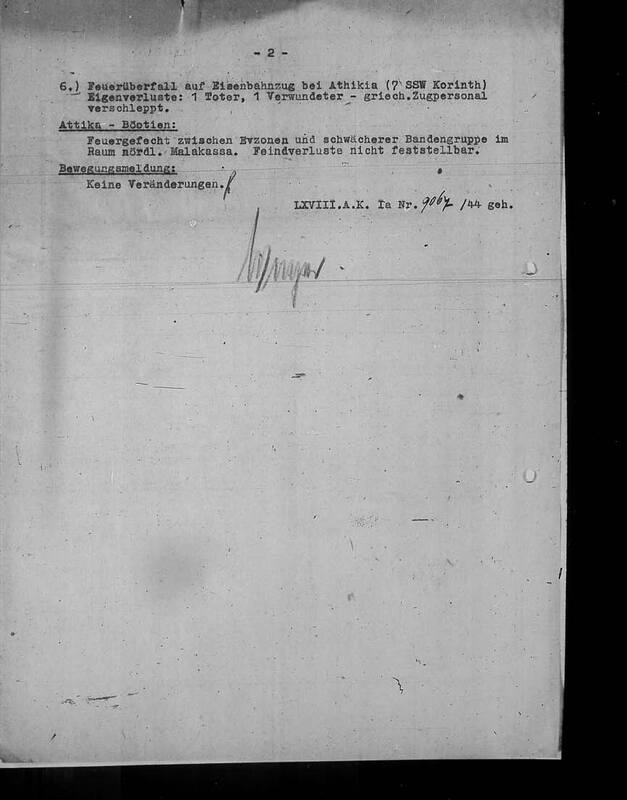 - 2 -
6.) Feuerüberfall auf Eisenbahnzug bei Athikia (7 SSW Korinth)
Eigenverluste: 1 Toter, 1 Verwundeter - griech.Zugpersonal
verschleppt.
Attika - Böotien:
Feuergefecht zwischen Evzonen und schwächerer Bandengruppe im
Raum nördl. Malakassa. Feindverluste nicht feststellbar.
Bewegungsmeldung:
Keine Veränderungen.
LXVIII.A.K. Ia Nr. 9067 /44 geh.